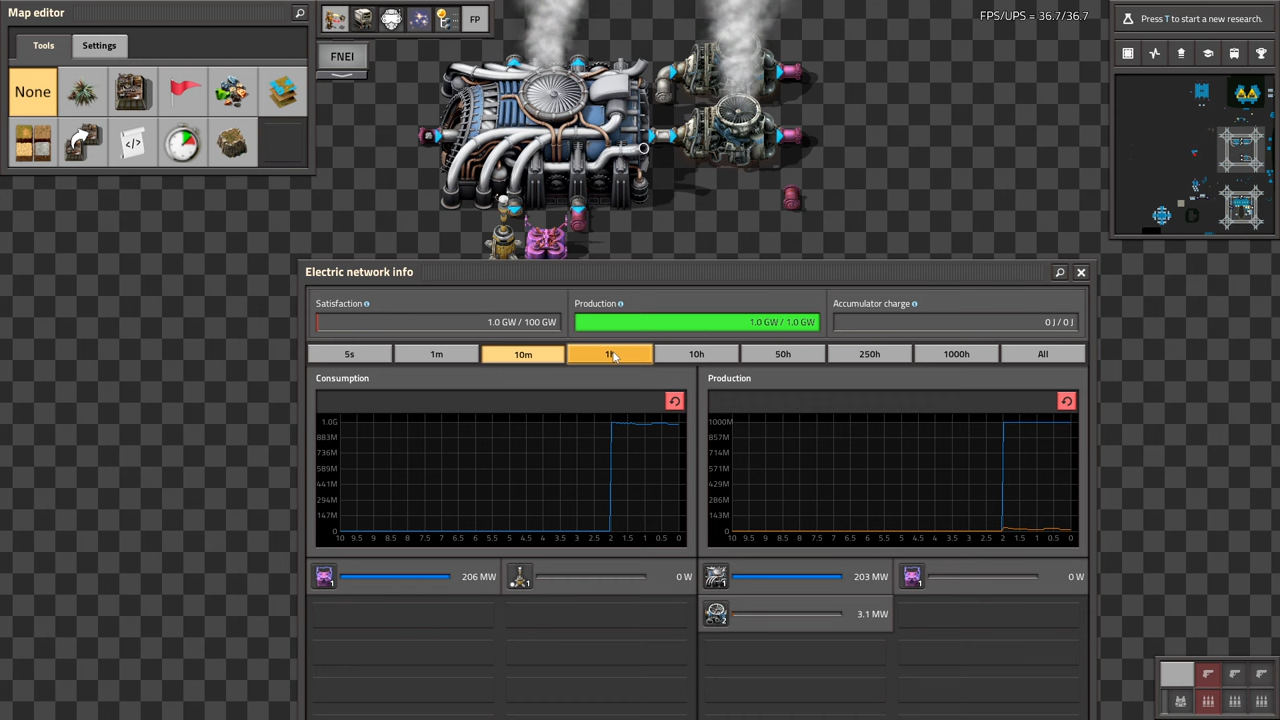 Map editor
Tools
Settings
None
FP
FNEI
FPS/UPS = 36.7/36.7
Press T to start a new research.
Electric network info
Satisfaction
Production
Accumulator charge
1.0 GW / 100 GW
1.0 GW / 1.0 GW
0 J / 0 J
5s
1m
10m
1h
10h
50h
250h
1000h
All
Consumption
Production
1.0G
883M
736M
589M
441M
294M
147M
0
10 9.5 9 8.5 8 7.5 7 6.5 6 5.5 5 4.5 4 3.5 3 2.5 2 1.5 1 0.5 0
1000M
857M
714M
571M
429M
286M
143M
0
10 9.5 9 8.5 8 7.5 7 6.5 6 5.5 5 4.5 4 3.5 3 2.5 2 1.5 1 0.5 0
1
206 MW
1
0 W
1
203 MW
1
0 W
2
3.1 MW